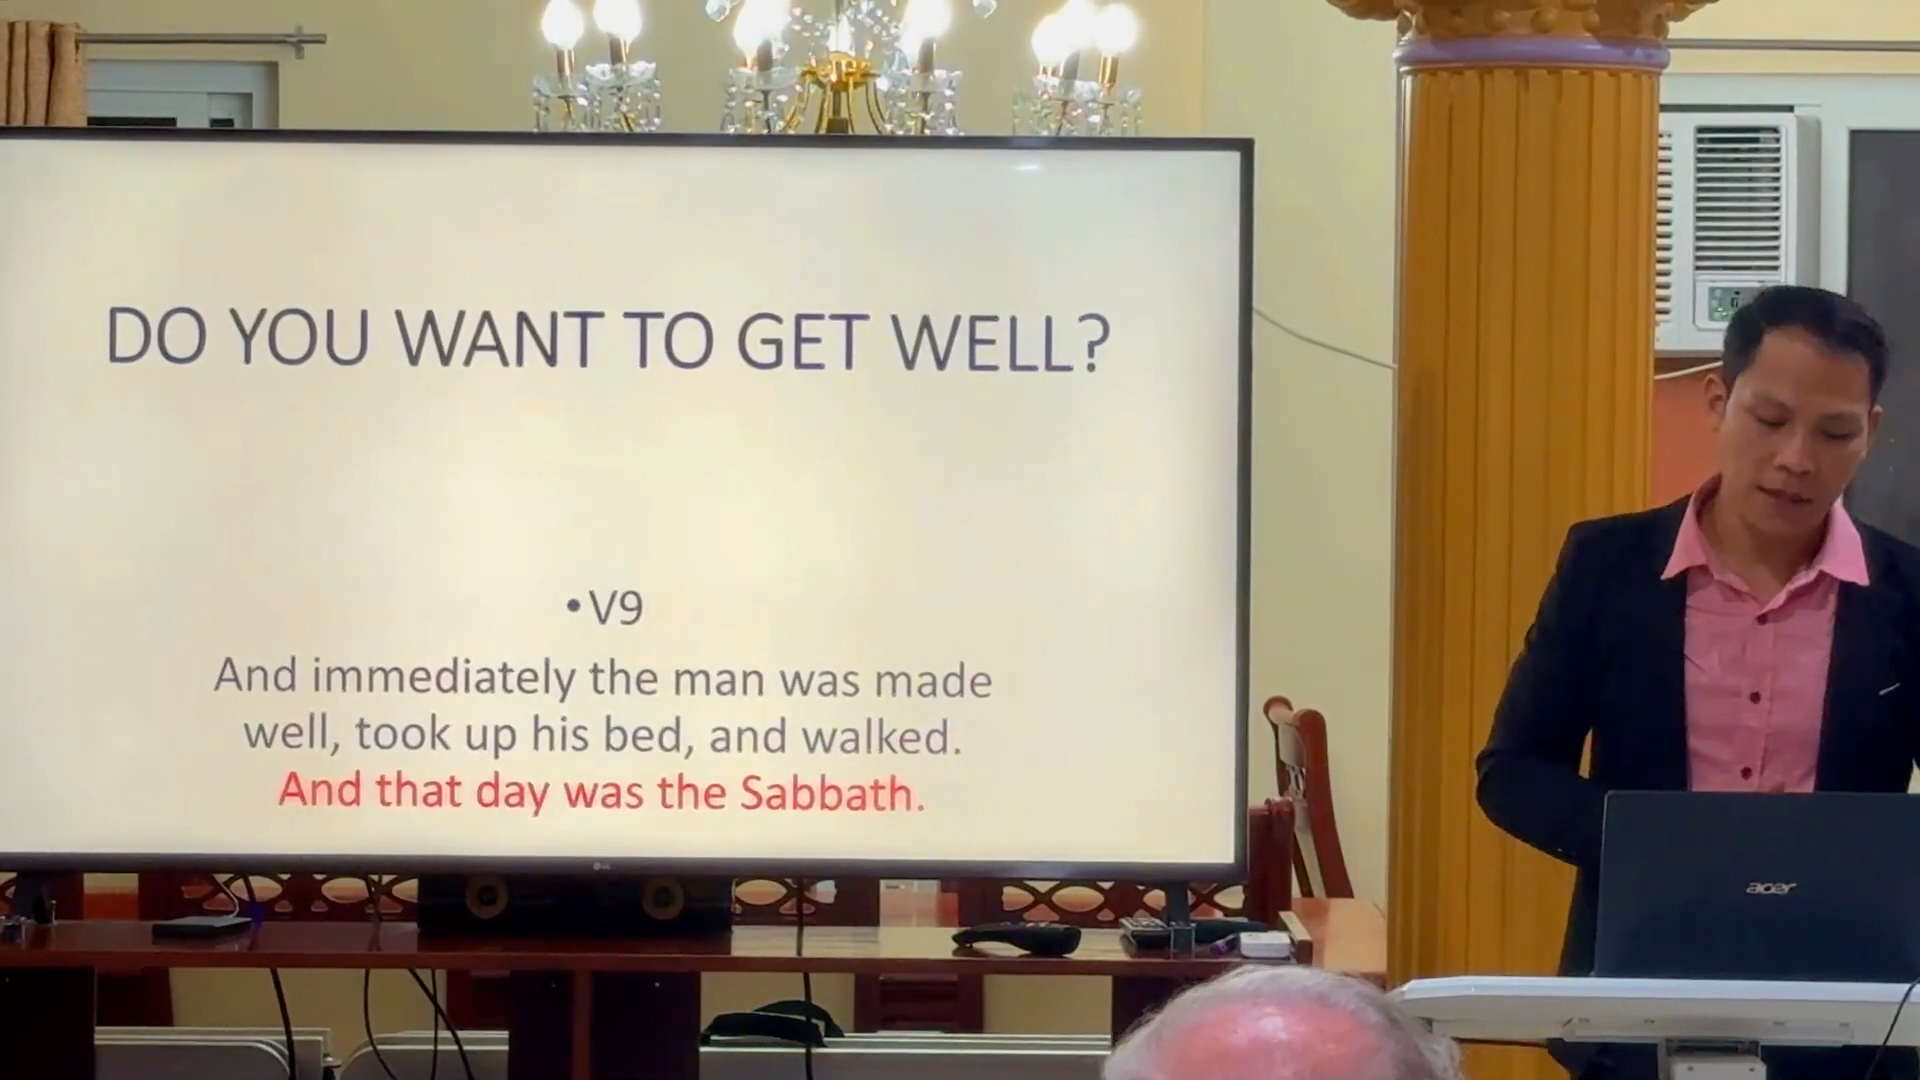 DO YOU WANT TO GET WELL?
•V9
And immediately the man was made
well, took up his bed, and walked.
And that day was the Sabbath.
LG
acer